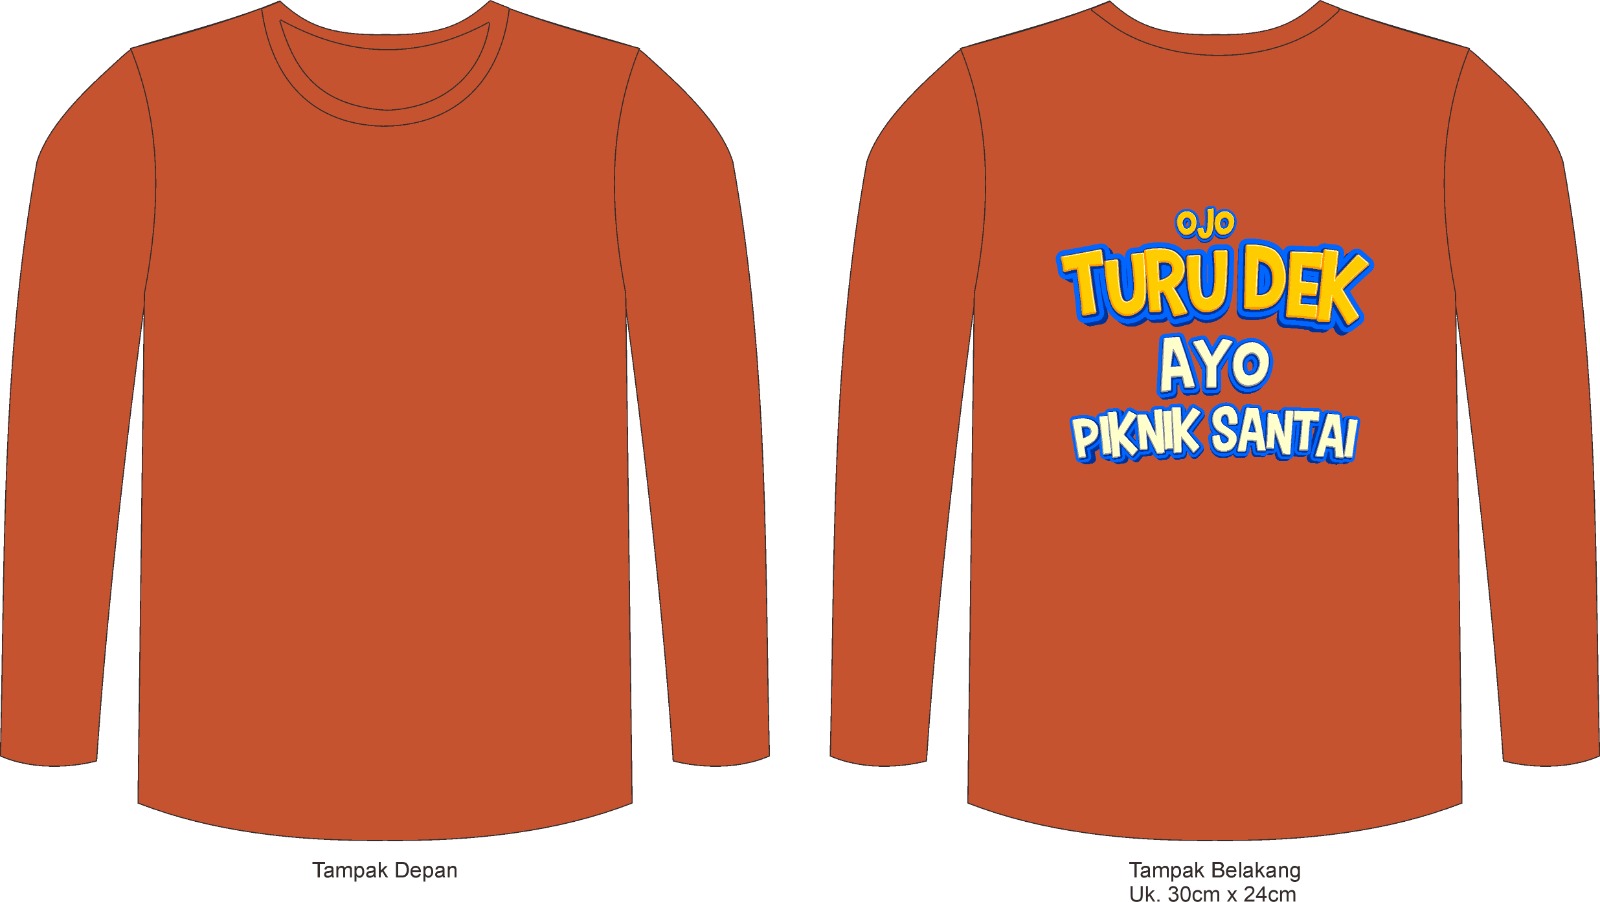 OJO
TURU DEK
AYO
PIKNIK SANTAI
Tampak Depan
Tampak Belakang
Uk. 30cm x 24cm